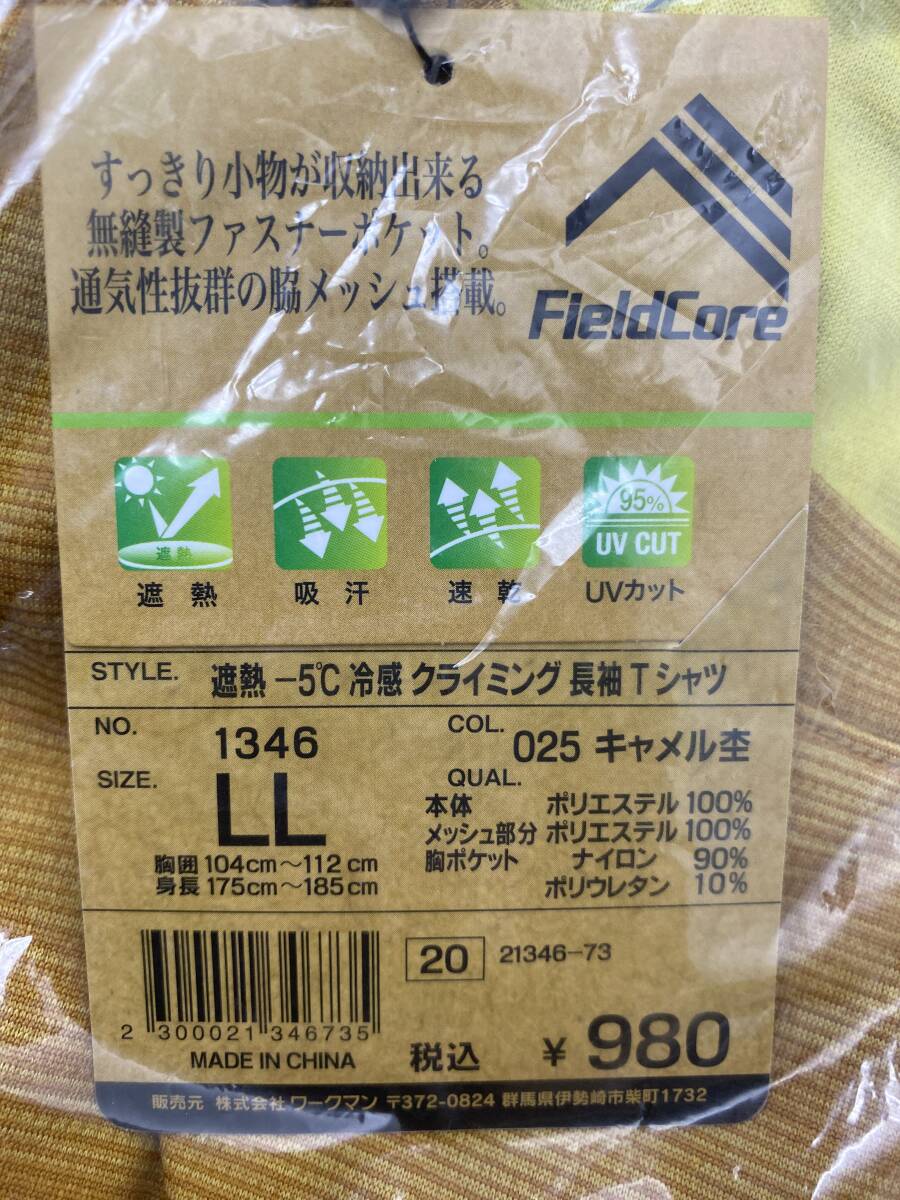 すっきり小物が収納出来る
無縫製ファスナーポケット。
通気性抜群の脇メッシュ搭載。
FieldCore
遮熱
95%
UV CUT
遮熱 吸汗 速乾 UVカット
STYLE. 遮熱 −5℃ 冷感 クライミング 長袖 T シャツ
NO. 1346
COL. 025 キャメル杢
SIZE. LL
胸囲 104cm〜112cm
身長 175cm〜185cm
QUAL.
本体 ポリエステル 100%
メッシュ部分 ポリエステル 100%
胸ポケット ナイロン 90%
ポリウレタン 10%
20 21346-73
2 300021 346735
MADE IN CHINA
税込 ¥ 980
販売元 株式会社 ワークマン 〒372-0824 群馬県伊勢崎市柴町1732